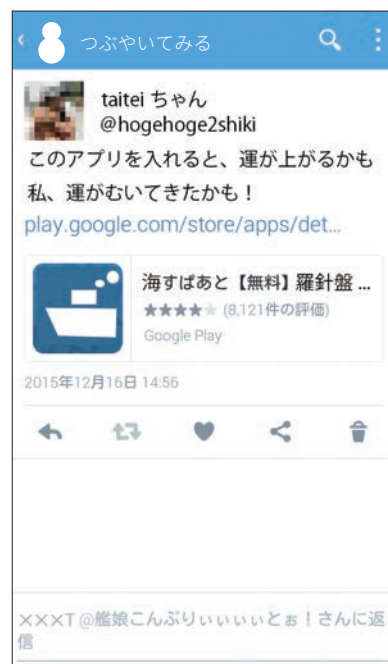 つぶやいてみる
taitei ちゃん
@hogehoge2shiki
このアプリを入れると、運が上がるかも
私、運がむいてきたかも！
play.google.com/store/apps/det...
海すぱあと【無料】羅針盤 ...
★★★★★ (8,121件の評価)
Google Play
2015年12月16日 14:56
×××T@艦娘こんぶりぃぃぃぃとぉ！さんに返
信